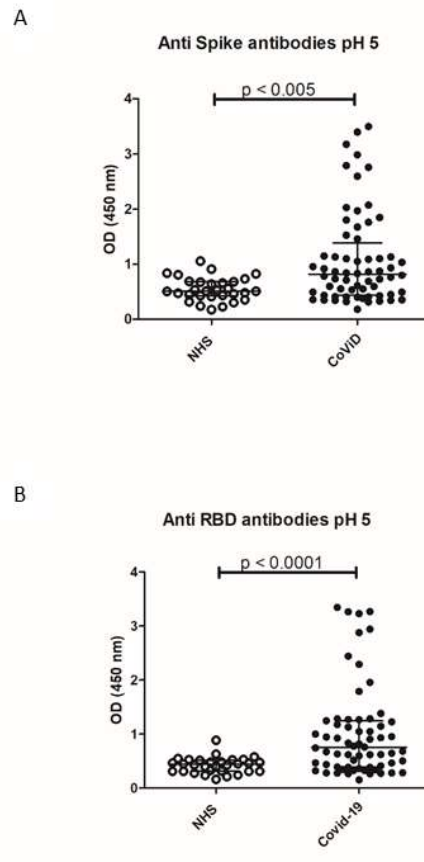 A
Anti Spike antibodies pH 5
p < 0.005
4
3
2
1
0
OD (450 nm)
NHS
CoViD
B
Anti RBD antibodies pH 5
p < 0.0001
4
3
2
1
0
OD (450 nm)
NHS
Covid-19